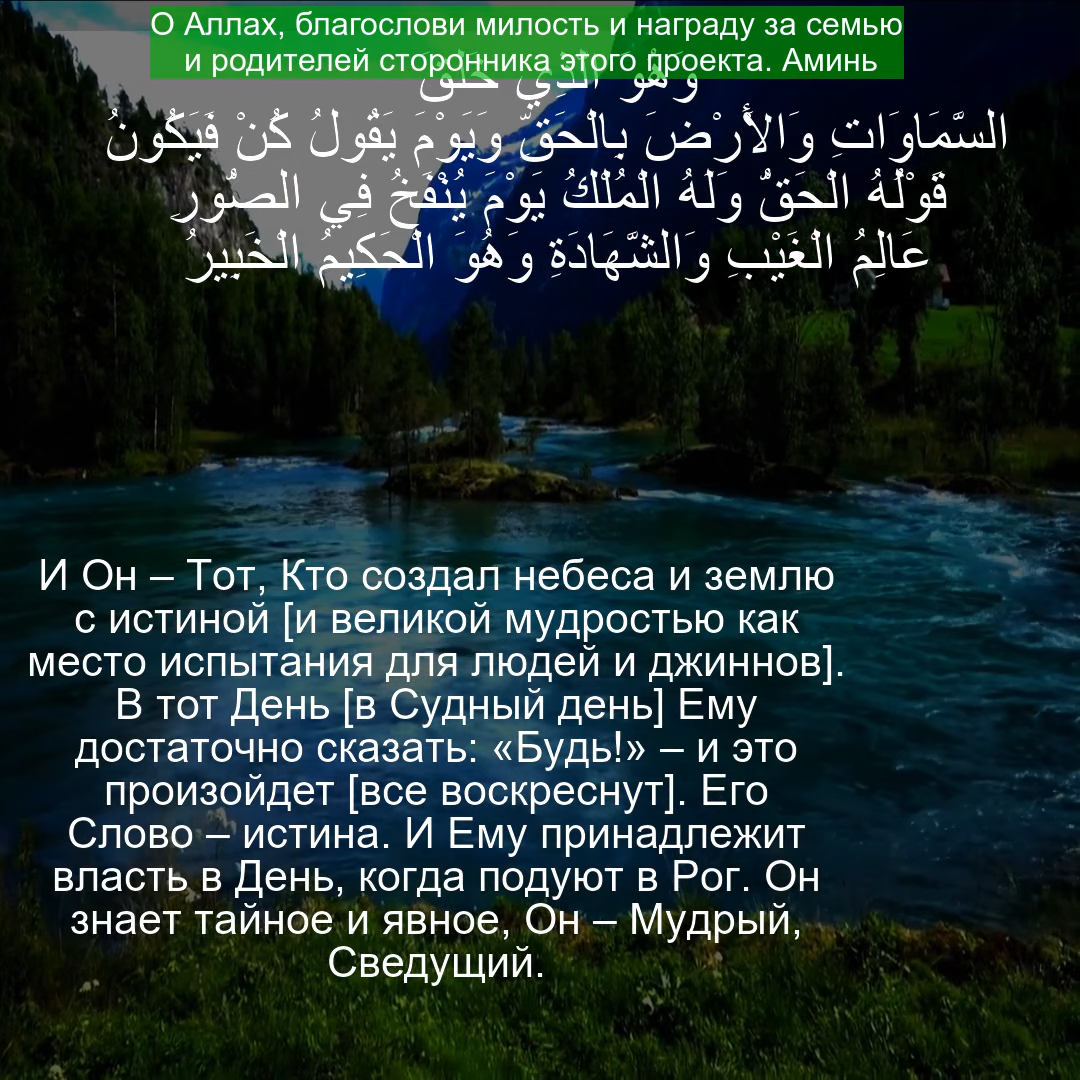 О Аллах, благослови милость и награду за семью
и родителей сторонника этого проекта. Аминь
وَهُوَ الَّذِي خَلَقَ
السَّمَاوَاتِ وَالْأَرْضَ بِالْحَقِّ وَيَوْمَ يَقُولُ كُنْ فَيَكُونُ
قَوْلُهُ الْحَقُّ وَلَهُ الْمُلْكُ يَوْمَ يُنْفَخُ فِي الصُّورِ
عَالِمُ الْغَيْبِ وَالشَّهَادَةِ وَهُوَ الْحَكِيمُ الْخَبِيرُ
И Он – Тот, Кто создал небеса и землю
с истиной [и великой мудростью как
место испытания для людей и джиннов].
В тот День [в Судный день] Ему
достаточно сказать: «Будь!» – и это
произойдет [все воскреснут]. Его
Слово – истина. И Ему принадлежит
власть в День, когда подуют в Рог. Он
знает тайное и явное, Он – Мудрый,
Сведущий.